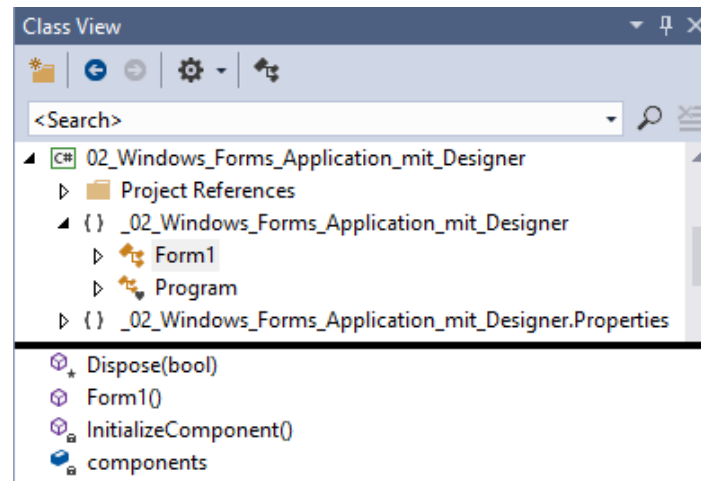 Class View
<Search>
C# 02_Windows_Forms_Application_mit_Designer
Project References
{ } _02_Windows_Forms_Application_mit_Designer
Form1
Program
{ } _02_Windows_Forms_Application_mit_Designer.Properties
Dispose(bool)
Form1()
InitializeComponent()
components